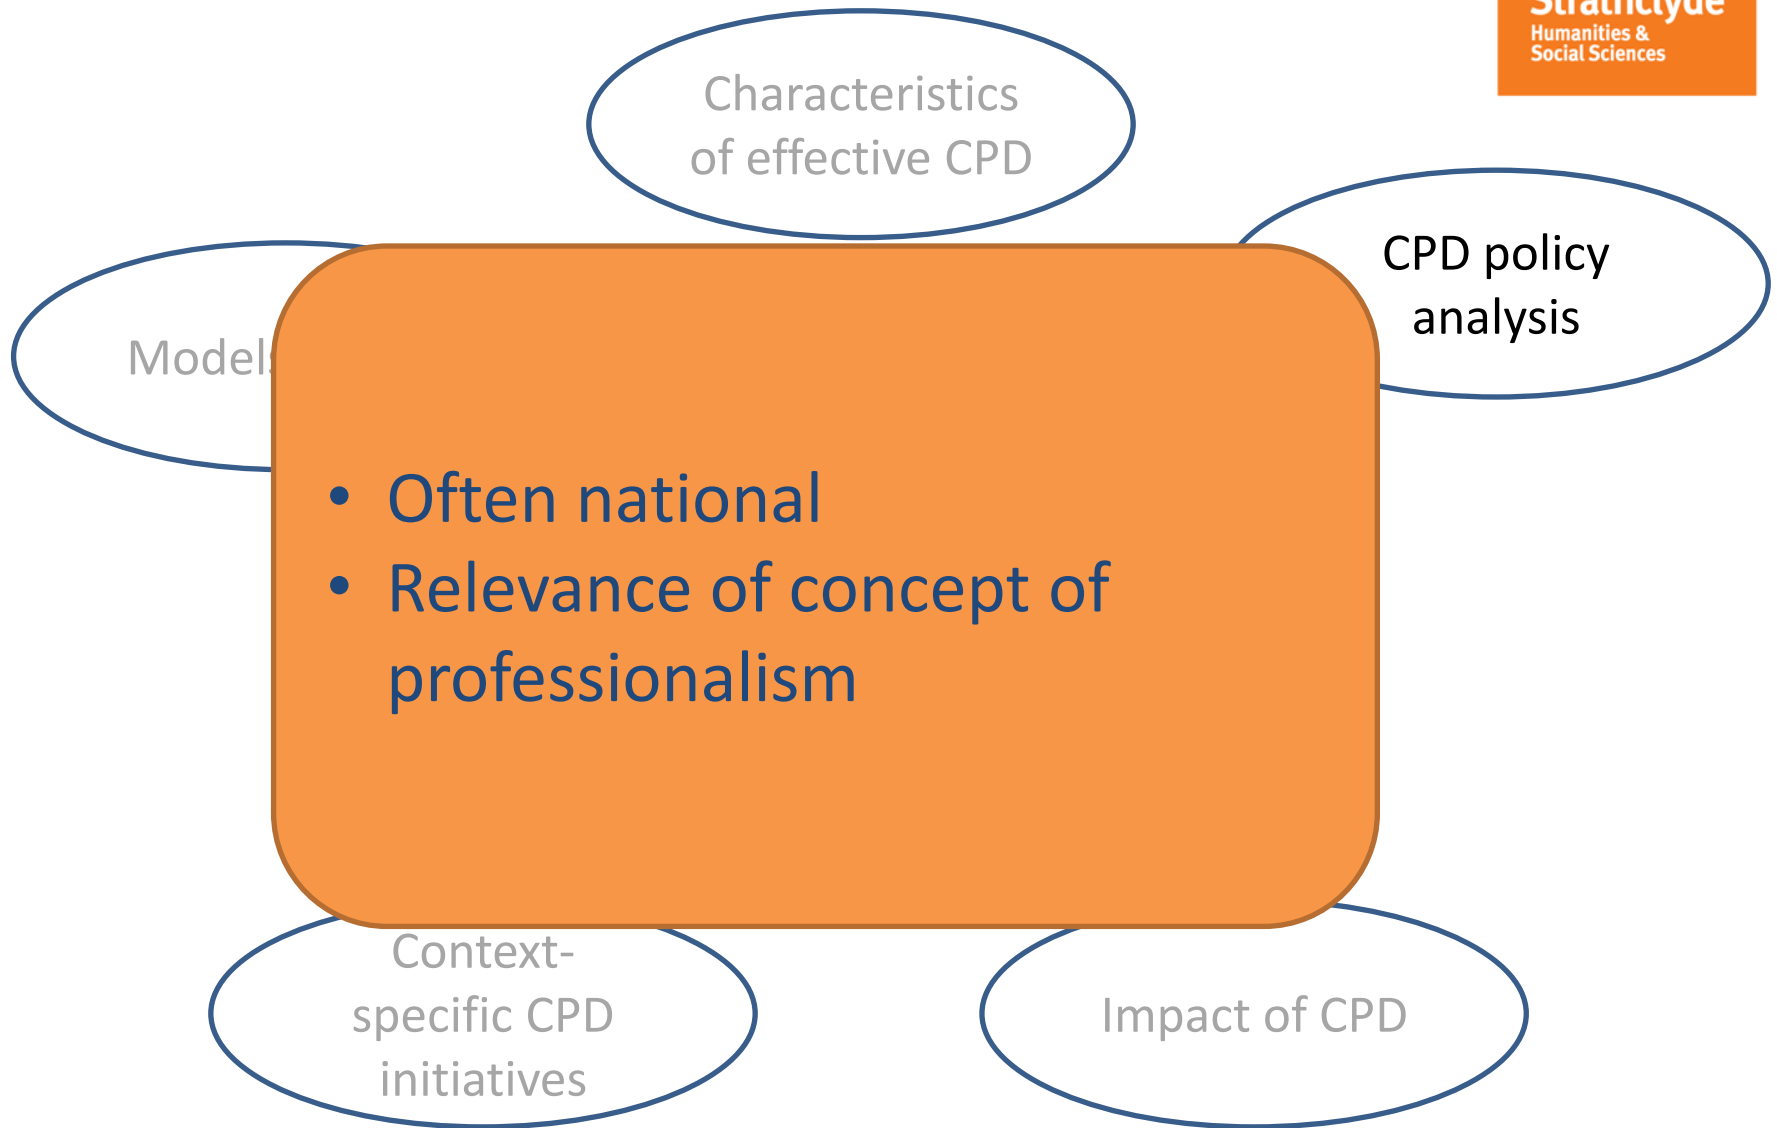 Strathclyde
Humanities &
Social Sciences
Characteristics
of effective CPD
CPD policy
analysis
Models
• Often national
• Relevance of concept of
professionalism
Context-
specific CPD
initiatives
Impact of CPD